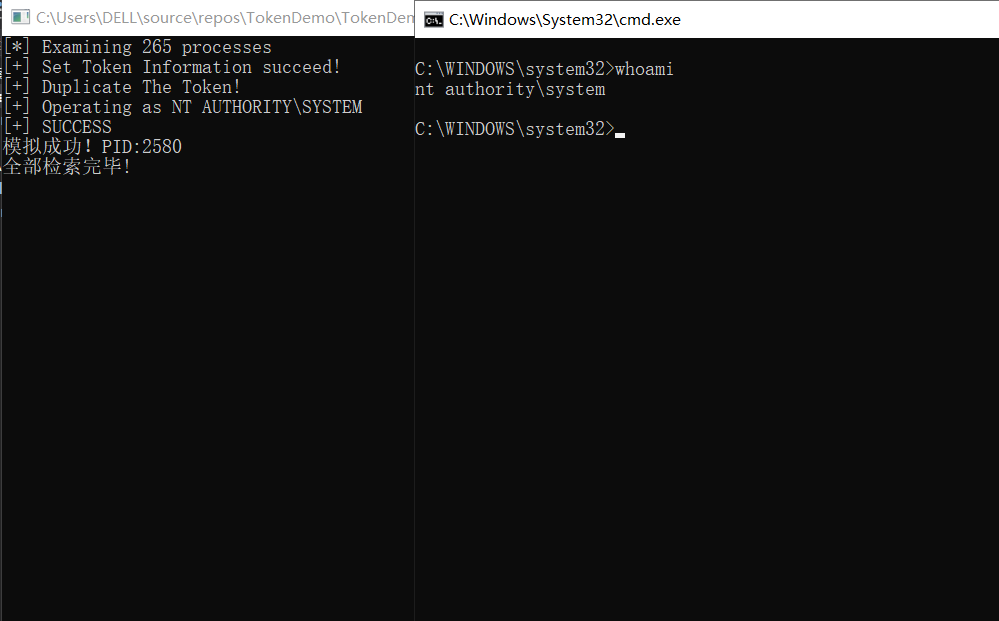 C:\Users\DELL\source\repos\TokenDemo\TokenDem
[*] Examining 265 processes
[+] Set Token Information succeed!
[+] Duplicate The Token!
[+] Operating as NT AUTHORITY\SYSTEM
[+] SUCCESS
模拟成功! PID:2580
全部检索完毕!
C:\Windows\System32\cmd.exe
C:\WINDOWS\system32>whoami
nt authority\system
C:\WINDOWS\system32>